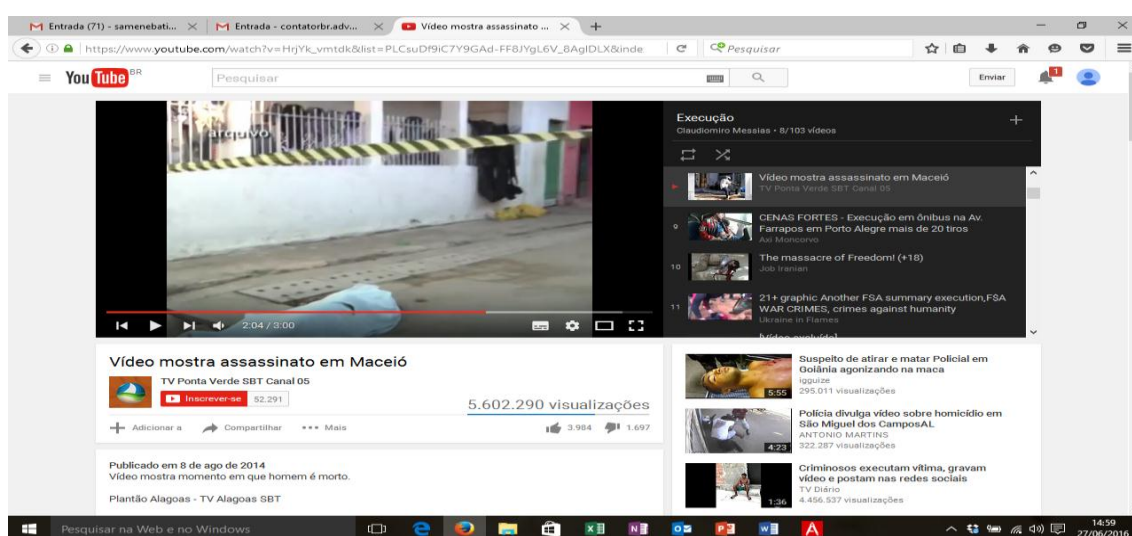 Entrada (71) - samenebati...
Entrada - contatorbr.adv...
Vídeo mostra assassinato ...
https://www.youtube.com/watch?v=HrjYk_vmtdk&list=PLCsuDf9iC7Y9GAd-FF8JYgL6V_8AgIDLX&inde
Pesquisar
YouTube BR
Pesquisar
Enviar
1
arquivo
Execução
Claudiomiro Messias • 8/103 vídeos
Vídeo mostra assassinato em Maceió
TV Ponta Verde SBT Canal 05
9
CENAS FORTES - Execução em ônibus na Av.
Farrapos em Porto Alegre mais de 20 tiros
Axi Moncorvo
10
The massacre of Freedom! (+18)
Job Iranien
11
21+ graphic Another FSA summary execution,FSA
WAR CRIMES, crimes against humanity
Ukraine in Flames
[Vídeo excluído]
2:04 / 3:00
Vídeo mostra assassinato em Maceió
TV Ponta Verde SBT Canal 05
Inscrever-se 52.291
5.602.290 visualizações
Adicionar a
Compartilhar
Mais
3.984
1.697
Publicado em 8 de ago de 2014
Vídeo mostra momento em que homem é morto.
Plantão Alagoas - TV Alagoas SBT
Suspeito de atirar e matar Policial em
Goiânia agonizando na maca
igguize
295.011 visualizações
5:55
Polícia divulga vídeo sobre homicídio em
São Miguel dos CamposAL
ANTONIO MARTINS
322.287 visualizações
4:23
Criminosos executam vítima, gravam
vídeo e postam nas redes sociais
TV Diário
4.456.537 visualizações
1:36
Pesquisar na Web e no Windows
14:59
27/06/2016